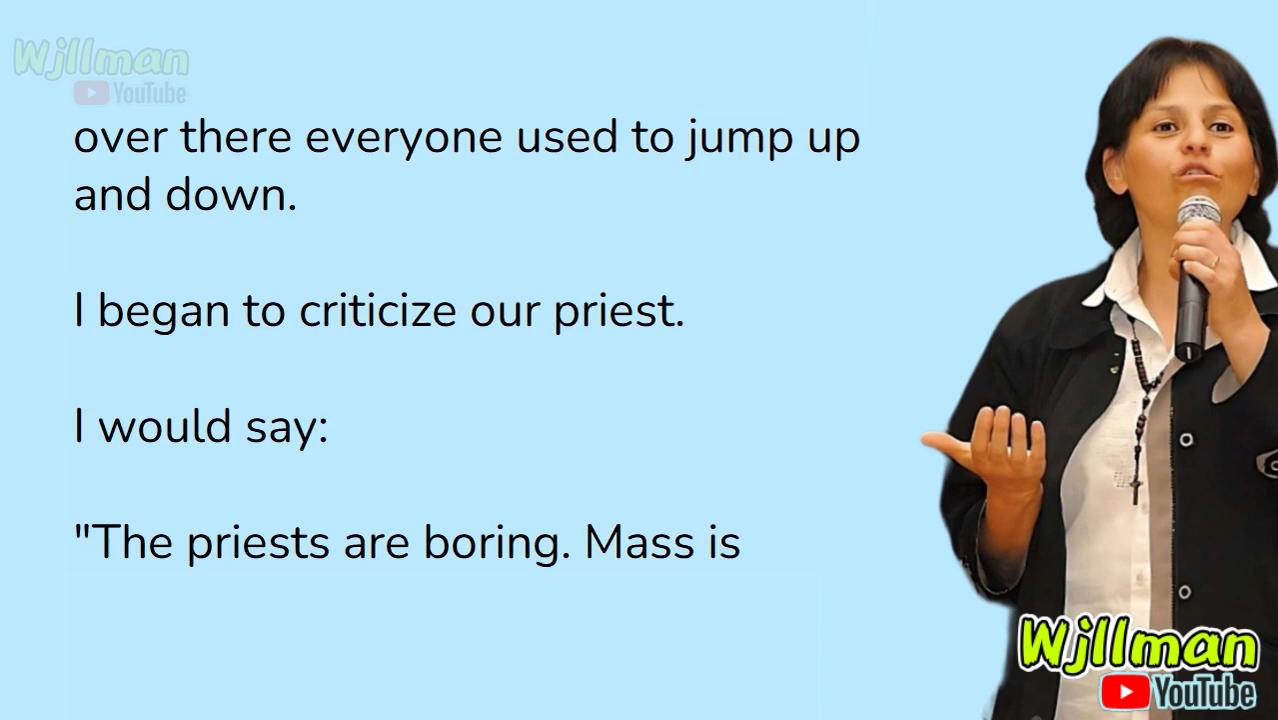 Wjllman
YouTube
over there everyone used to jump up
and down.
I began to criticize our priest.
I would say:
"The priests are boring. Mass is
Wjllman
YouTube